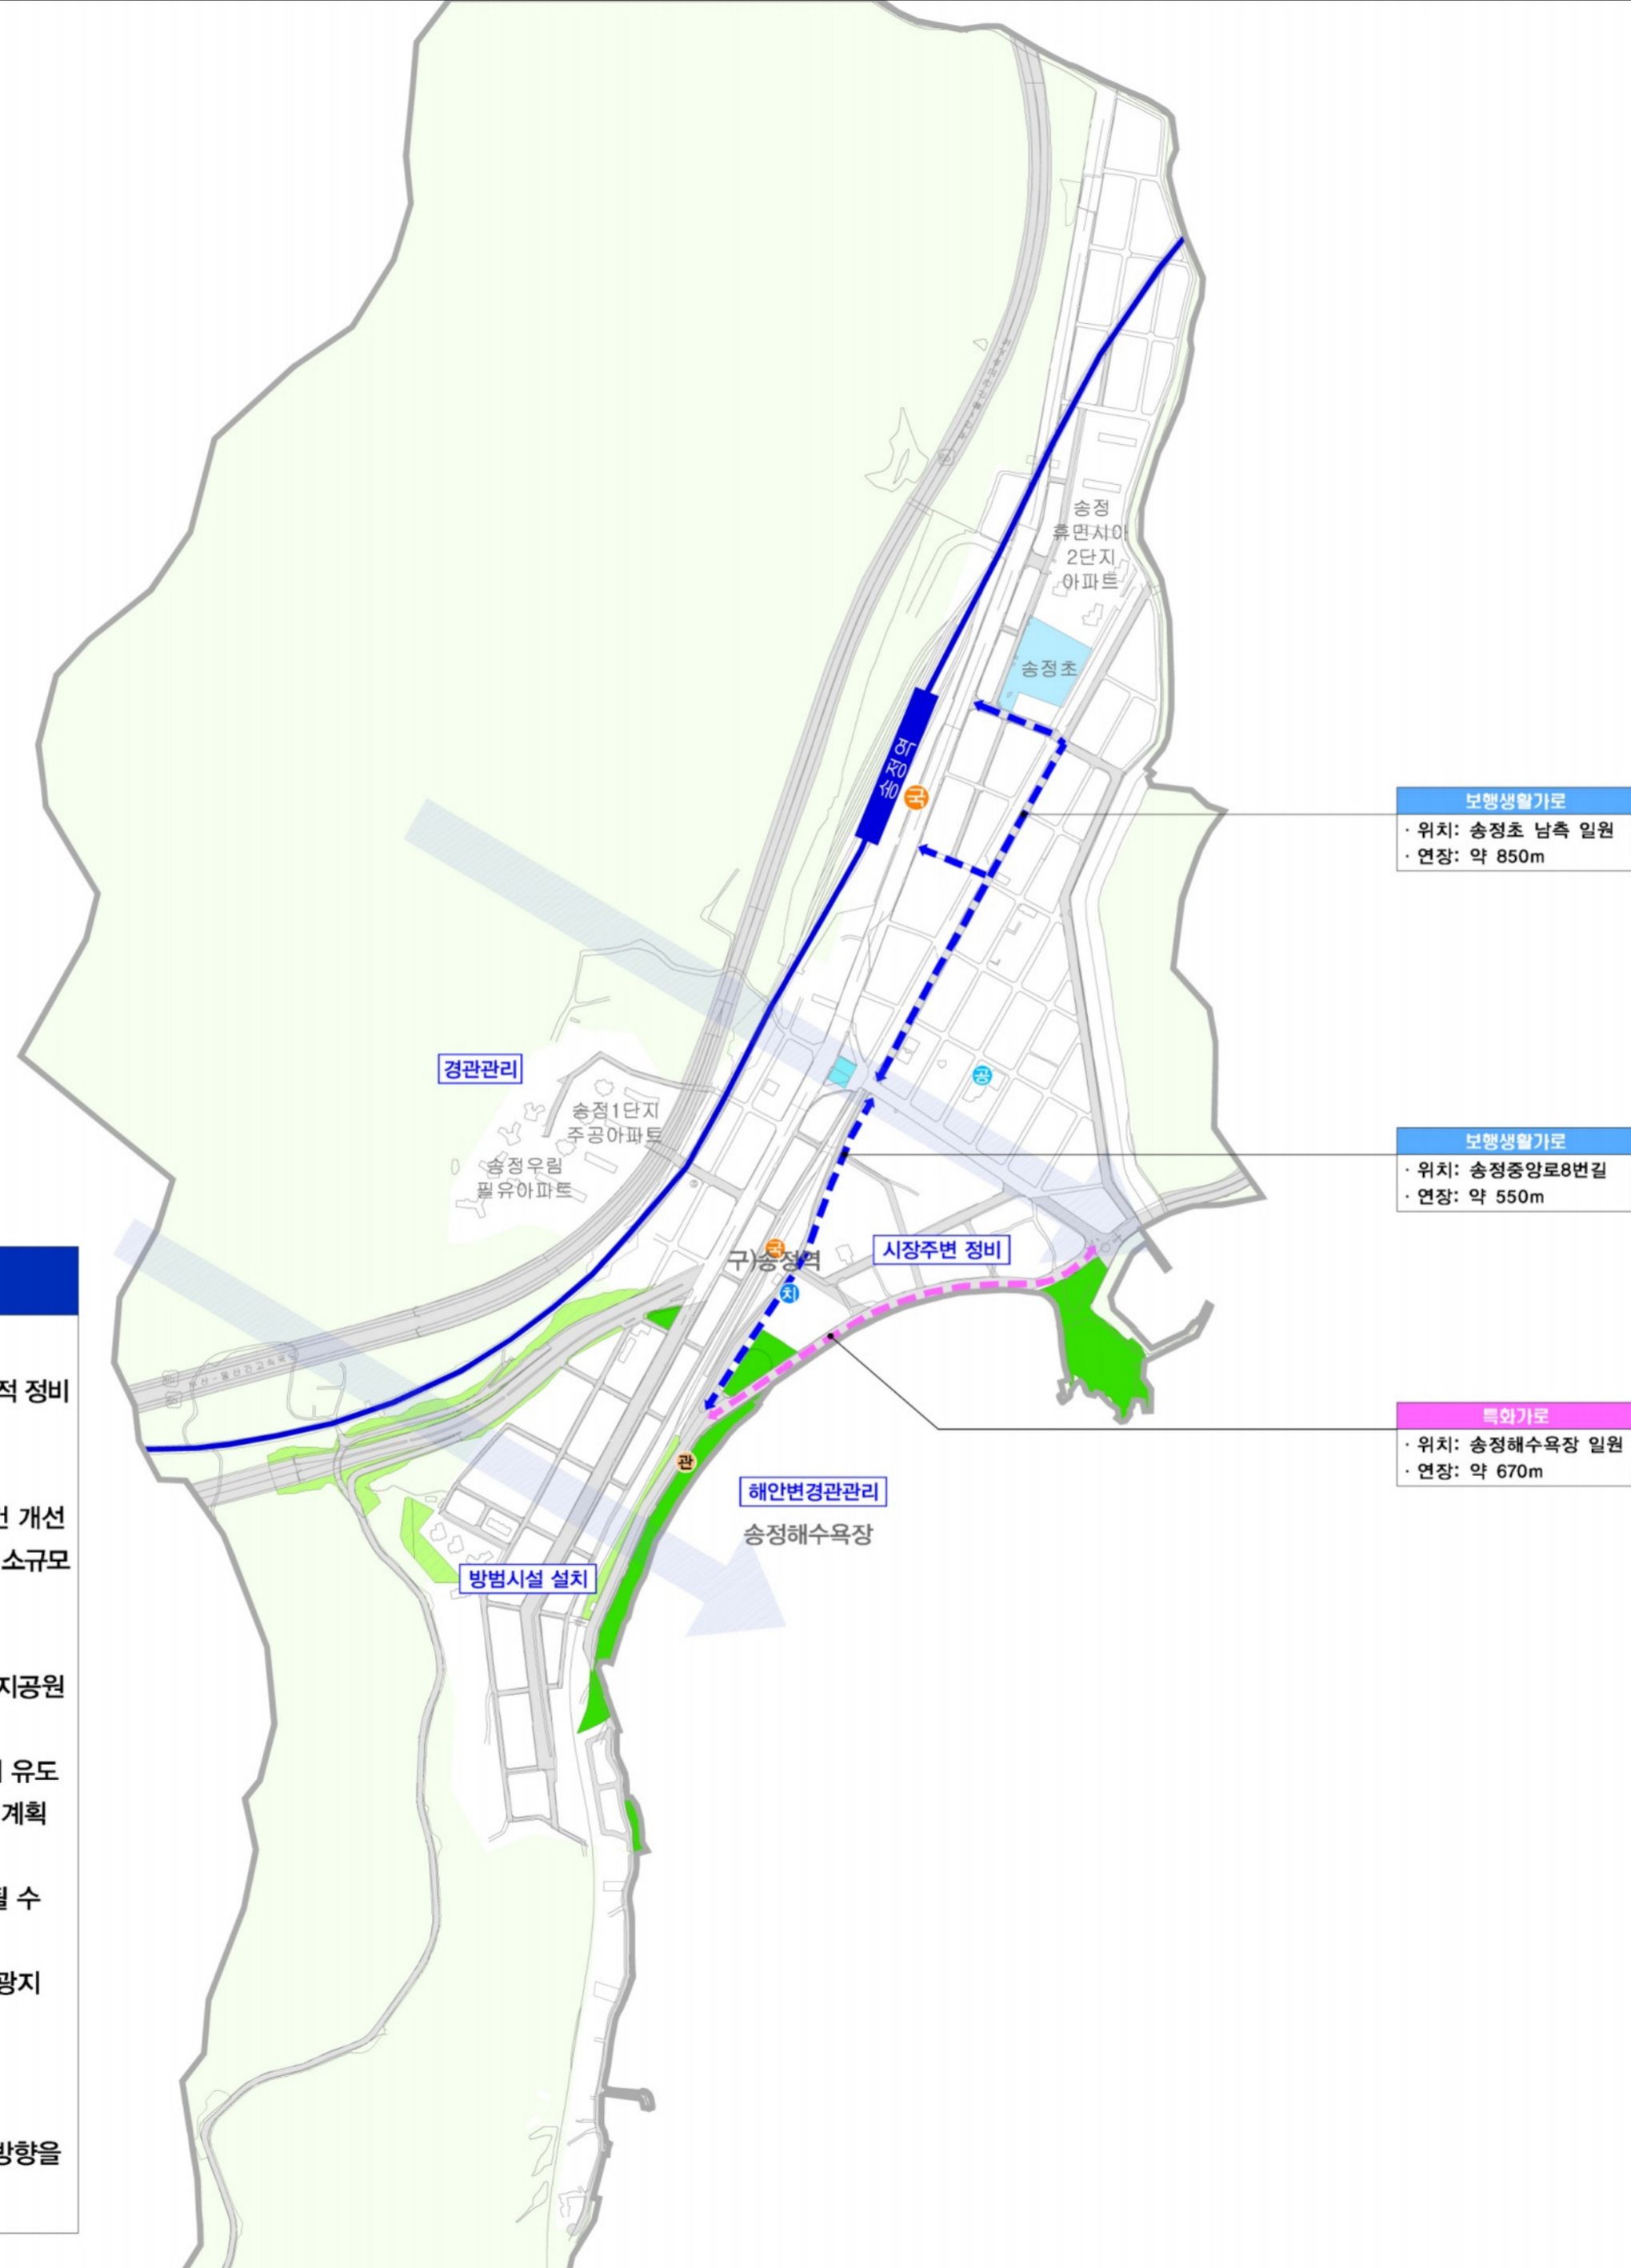 송정
휴먼시아
2단지
아파트
송정초
송정역
국
보행생활가로
· 위치: 송정초 남측 일원
· 연장: 약 850m
경관관리
공
송정1단지
주공아파트
송정우림
필유아파트
보행생활가로
· 위치: 송정중앙로8번길
· 연장: 약 550m
시장주변 정비
국
구)송정역
치
특화가로
· 위치: 송정해수욕장 일원
· 연장: 약 670m
관
해안변경관관리
송정해수욕장
방범시설 설치
적 정비
개선
소규모
지공원
유도
계획
수
광지
방향을